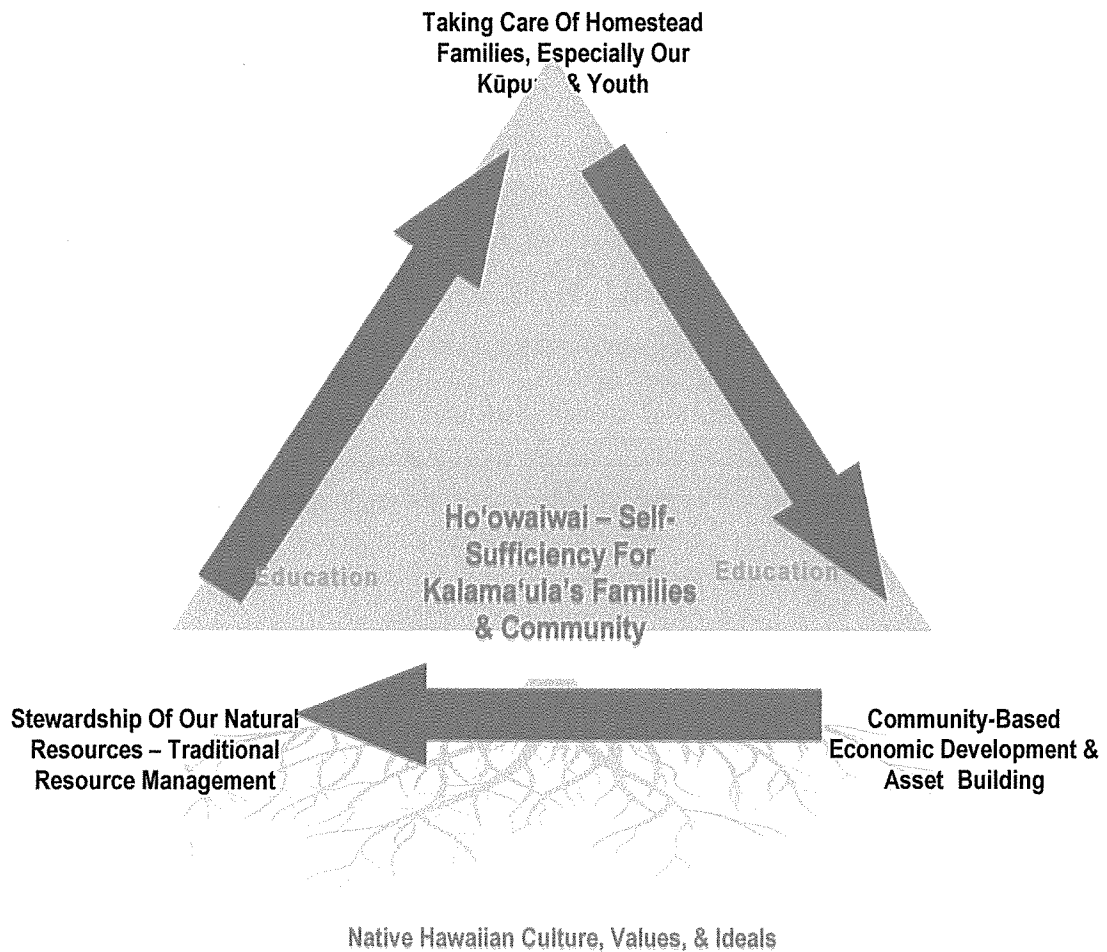 Taking Care Of Homestead
Families, Especially Our
& Youth
Ho‘owaiwai – Self-
Sufficiency For
Kalama‘ula’s Families
& Community
Education
Education
Stewardship Of Our Natural
Resources – Traditional
Resource Management
Community-Based
Economic Development &
Asset Building
Native Hawaiian Culture, Values, & Ideals